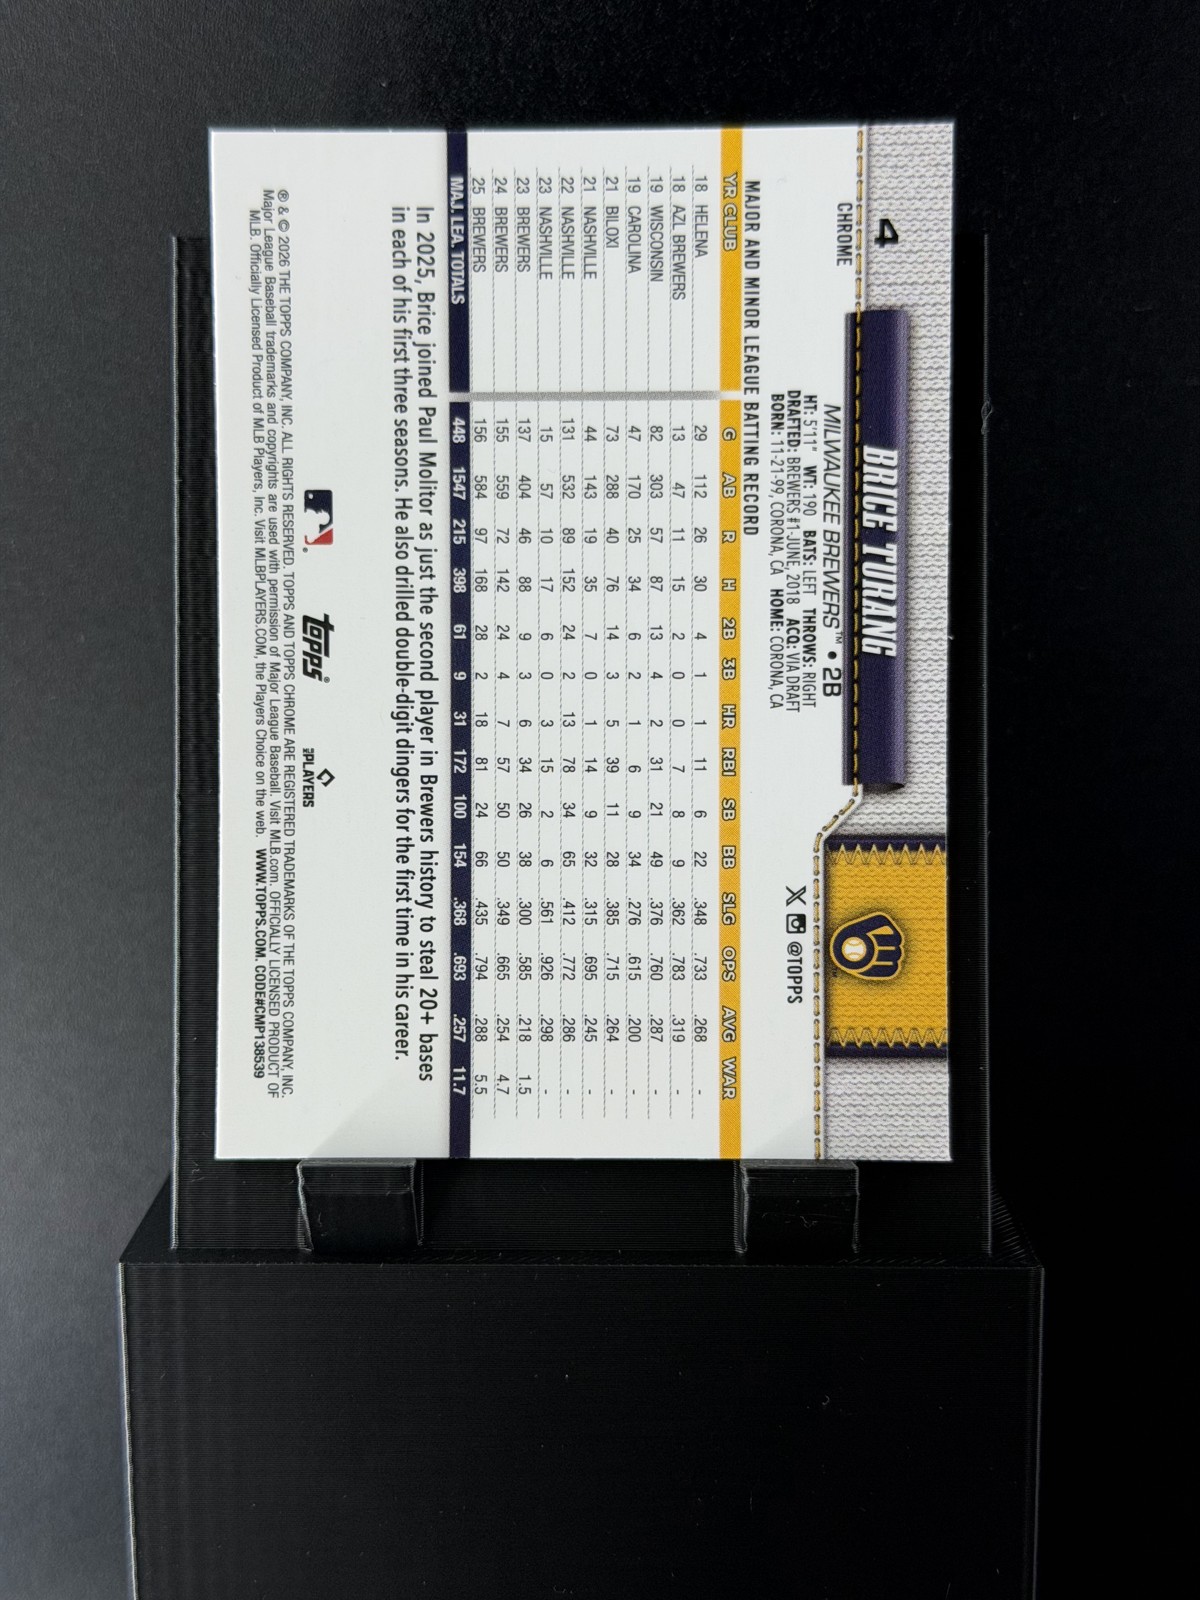 4
CHROME
BRICE TURANG
MILWAUKEE BREWERS™ • 2B
HT: 5'11" WT: 190 BATS: LEFT THROWS: RIGHT
DRAFTED: BREWERS #1-JUNE, 2018 ACQ: VIA DRAFT
BORN: 11-21-99, CORONA, CA HOME: CORONA, CA
@TOPPS
MAJOR AND MINOR LEAGUE BATTING RECORD
YR CLUB G AB R H 2B 3B HR RBI SB BB SLG OPS AVG WAR
18 HELENA 29 112 26 30 4 1 1 11 6 22 .348 .733 .268 -
18 AZL BREWERS 13 47 11 15 2 0 0 7 8 9 .362 .783 .319 -
19 WISCONSIN 82 303 57 87 13 4 2 31 21 49 .376 .760 .287 -
19 CAROLINA 47 170 25 34 6 2 1 6 9 34 .276 .615 .200 -
21 BILOXI 73 288 40 76 14 3 5 39 11 28 .385 .715 .264 -
21 NASHVILLE 44 143 19 35 7 0 1 14 9 32 .315 .695 .245 -
22 NASHVILLE 131 532 89 152 24 2 13 78 34 65 .412 .772 .286 -
23 NASHVILLE 15 57 10 17 6 0 3 15 2 6 .561 .926 .298 -
23 BREWERS 137 404 46 88 9 3 6 34 26 38 .300 .585 .218 1.5
24 BREWERS 155 559 72 142 24 4 7 57 50 50 .349 .665 .254 4.7
25 BREWERS 156 584 97 168 28 2 18 81 24 66 .435 .794 .288 5.5
MAJ. LEA. TOTALS 448 1547 215 398 61 9 31 172 100 154 .368 .693 .257 11.7
In 2025, Brice joined Paul Molitor as just the second player in Brewers history to steal 20+ bases
in each of his first three seasons. He also drilled double-digit dingers for the first time in his career.
topps®
MLB PLAYERS
® & © 2026 THE TOPPS COMPANY, INC. ALL RIGHTS RESERVED. TOPPS AND TOPPS CHROME ARE REGISTERED TRADEMARKS OF THE TOPPS COMPANY, INC.
Major League Baseball trademarks and copyrights are used with permission of Major League Baseball. Visit MLB.com. OFFICIALLY LICENSED PRODUCT OF
MLB. Officially Licensed Product of MLB Players, Inc. Visit MLBPLAYERS.COM, the Players Choice on the web. WWW.TOPPS.COM. CODE#CMP138539